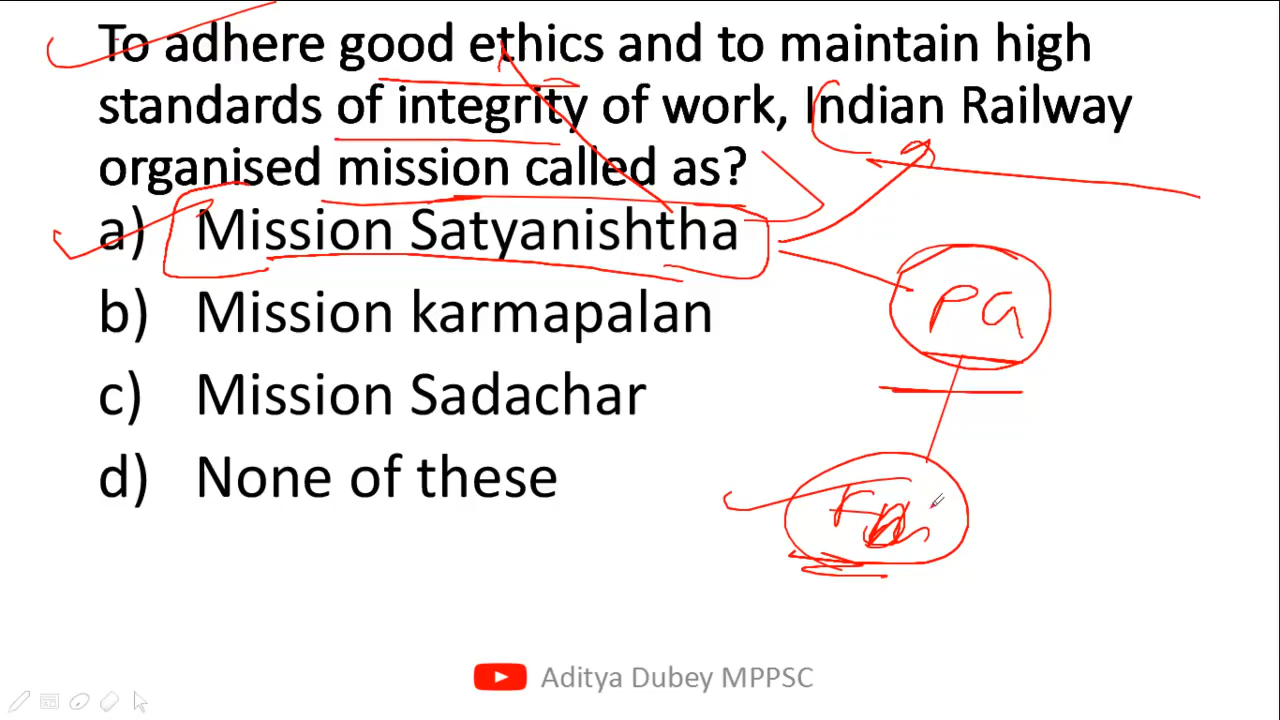 To adhere good ethics and to maintain high
standards of integrity of work, Indian Railway
organised mission called as?
a) Mission Satyanishtha
b) Mission karmapalan
c) Mission Sadachar
d) None of these
PG
Aditya Dubey MPPSC